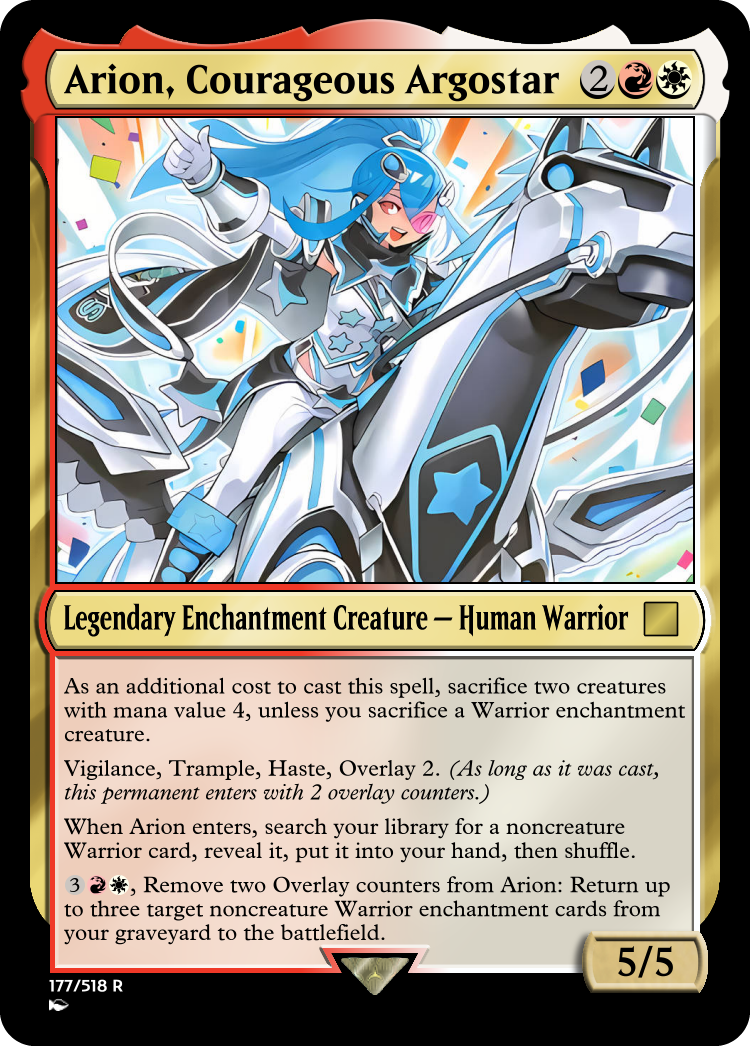 Arion, Courageous Argostar 2
Legendary Enchantment Creature — Human Warrior
As an additional cost to cast this spell, sacrifice two creatures
with mana value 4, unless you sacrifice a Warrior enchantment
creature.
Vigilance, Trample, Haste, Overlay 2. (As long as it was cast,
this permanent enters with 2 overlay counters.)
When Arion enters, search your library for a noncreature
Warrior card, reveal it, put it into your hand, then shuffle.
3 , Remove two Overlay counters from Arion: Return up
to three target noncreature Warrior enchantment cards from
your graveyard to the battlefield.
5/5
177/518 R